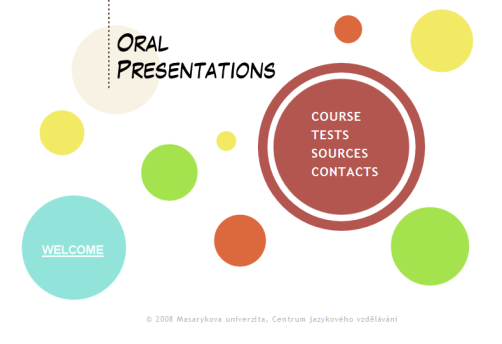 ORAL
PRESENTATIONS
COURSE
TESTS
SOURCES
CONTACTS
WELCOME
© 2008 Masarykova univerzita, Centrum jazykového vzdělávání